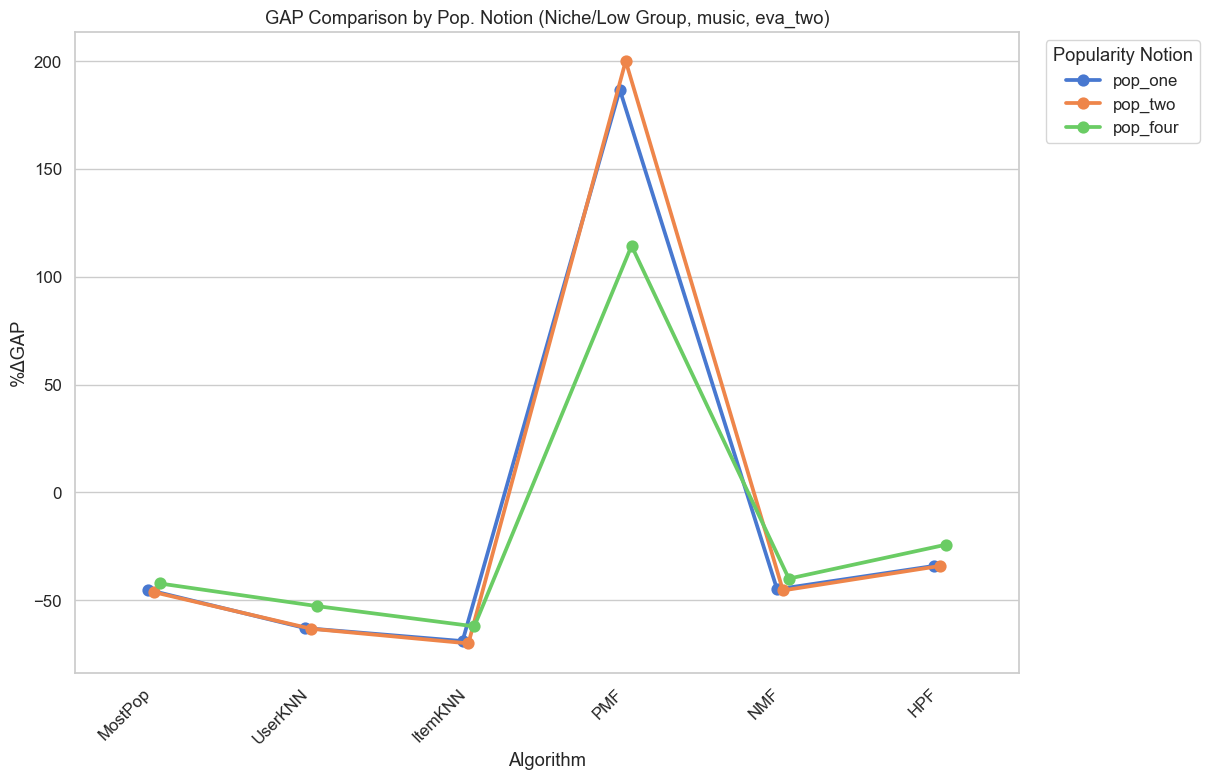 GAP Comparison by Pop. Notion (Niche/Low Group, music, eva_two)
Popularity Notion
pop_one
pop_two
pop_four
%ΔGAP
200
150
100
50
0
−50
MostPop
UserKNN
ItemKNN
PMF
NMF
HPF
Algorithm